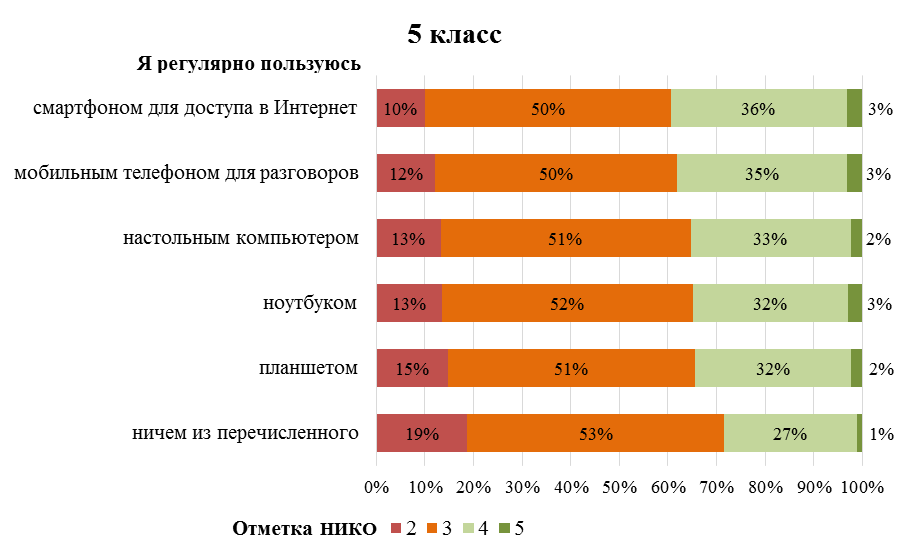 5 класс
Я регулярно пользуюсь
смартфоном для доступа в Интернет 10% 50% 36% 3%
мобильным телефоном для разговоров 12% 50% 35% 3%
настольным компьютером 13% 51% 33% 2%
ноутбуком 13% 52% 32% 3%
планшетом 15% 51% 32% 2%
ничем из перечисленного 19% 53% 27% 1%
0% 10% 20% 30% 40% 50% 60% 70% 80% 90% 100%
Отметка НИКО 2 3 4 5